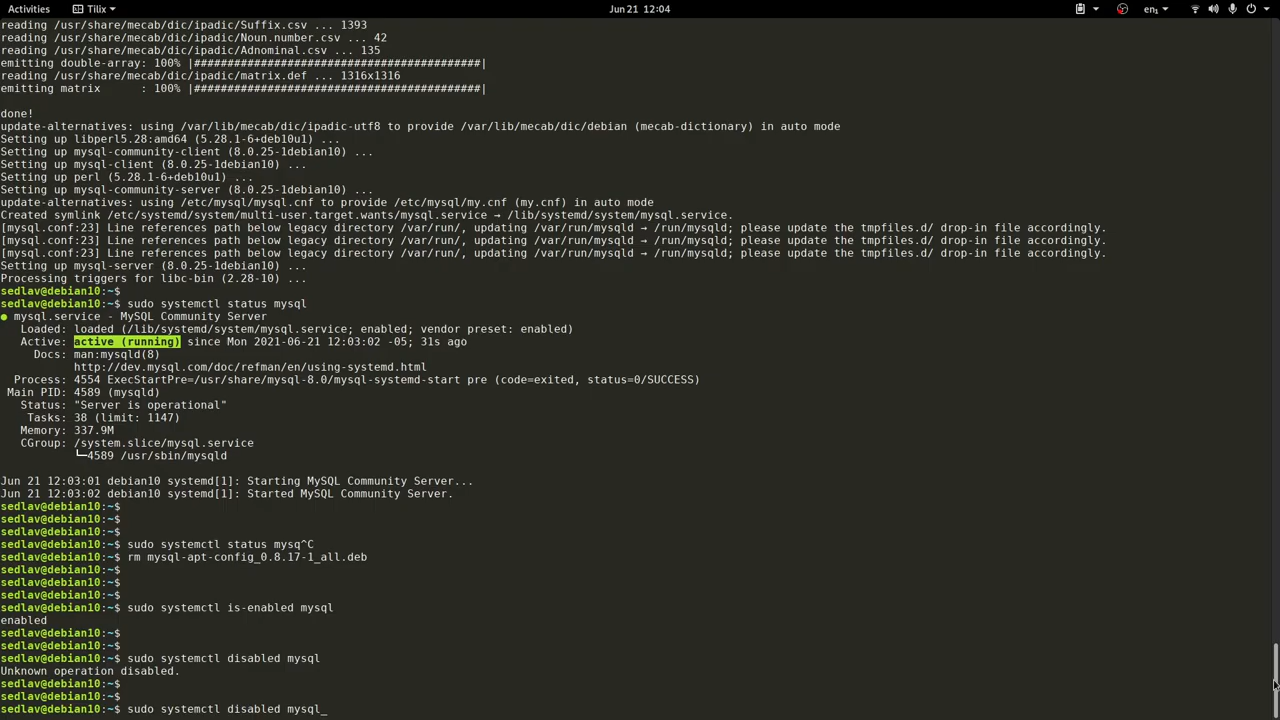 Activities Tilix Jun 21 12:04 en₁
reading /usr/share/mecab/dic/ipadic/Suffix.csv ... 1393
reading /usr/share/mecab/dic/ipadic/Noun.number.csv ... 42
reading /usr/share/mecab/dic/ipadic/Adnominal.csv ... 135
emitting double-array: 100% |###########################################|
reading /usr/share/mecab/dic/ipadic/matrix.def ... 1316x1316
emitting matrix      : 100% |###########################################|

done!
update-alternatives: using /var/lib/mecab/dic/ipadic-utf8 to provide /var/lib/mecab/dic/debian (mecab-dictionary) in auto mode
Setting up libperl5.28:amd64 (5.28.1-6+deb10u1) ...
Setting up mysql-community-client (8.0.25-1debian10) ...
Setting up mysql-client (8.0.25-1debian10) ...
Setting up perl (5.28.1-6+deb10u1) ...
Setting up mysql-community-server (8.0.25-1debian10) ...
update-alternatives: using /etc/mysql/mysql.cnf to provide /etc/mysql/my.cnf (my.cnf) in auto mode
Created symlink /etc/systemd/system/multi-user.target.wants/mysql.service → /lib/systemd/system/mysql.service.
[mysql.conf:23] Line references path below legacy directory /var/run/, updating /var/run/mysqld → /run/mysqld; please update the tmpfiles.d/ drop-in file accordingly.
[mysql.conf:23] Line references path below legacy directory /var/run/, updating /var/run/mysqld → /run/mysqld; please update the tmpfiles.d/ drop-in file accordingly.
[mysql.conf:23] Line references path below legacy directory /var/run/, updating /var/run/mysqld → /run/mysqld; please update the tmpfiles.d/ drop-in file accordingly.
Setting up mysql-server (8.0.25-1debian10) ...
Processing triggers for libc-bin (2.28-10) ...
sedlav@debian10:~$
sedlav@debian10:~$ sudo systemctl status mysql
● mysql.service - MySQL Community Server
   Loaded: loaded (/lib/systemd/system/mysql.service; enabled; vendor preset: enabled)
   Active: active (running) since Mon 2021-06-21 12:03:02 -05; 31s ago
     Docs: man:mysqld(8)
           http://dev.mysql.com/doc/refman/en/using-systemd.html
  Process: 4554 ExecStartPre=/usr/share/mysql-8.0/mysql-systemd-start pre (code=exited, status=0/SUCCESS)
 Main PID: 4589 (mysqld)
   Status: "Server is operational"
    Tasks: 38 (limit: 1147)
   Memory: 337.9M
   CGroup: /system.slice/mysql.service
           └─4589 /usr/sbin/mysqld

Jun 21 12:03:01 debian10 systemd[1]: Starting MySQL Community Server...
Jun 21 12:03:02 debian10 systemd[1]: Started MySQL Community Server.
sedlav@debian10:~$
sedlav@debian10:~$
sedlav@debian10:~$
sedlav@debian10:~$ sudo systemctl status mysq^C
sedlav@debian10:~$ rm mysql-apt-config_0.8.17-1_all.deb
sedlav@debian10:~$
sedlav@debian10:~$
sedlav@debian10:~$
sedlav@debian10:~$ sudo systemctl is-enabled mysql
enabled
sedlav@debian10:~$
sedlav@debian10:~$
sedlav@debian10:~$ sudo systemctl disabled mysql
Unknown operation disabled.
sedlav@debian10:~$
sedlav@debian10:~$
sedlav@debian10:~$ sudo systemctl disabled mysql_